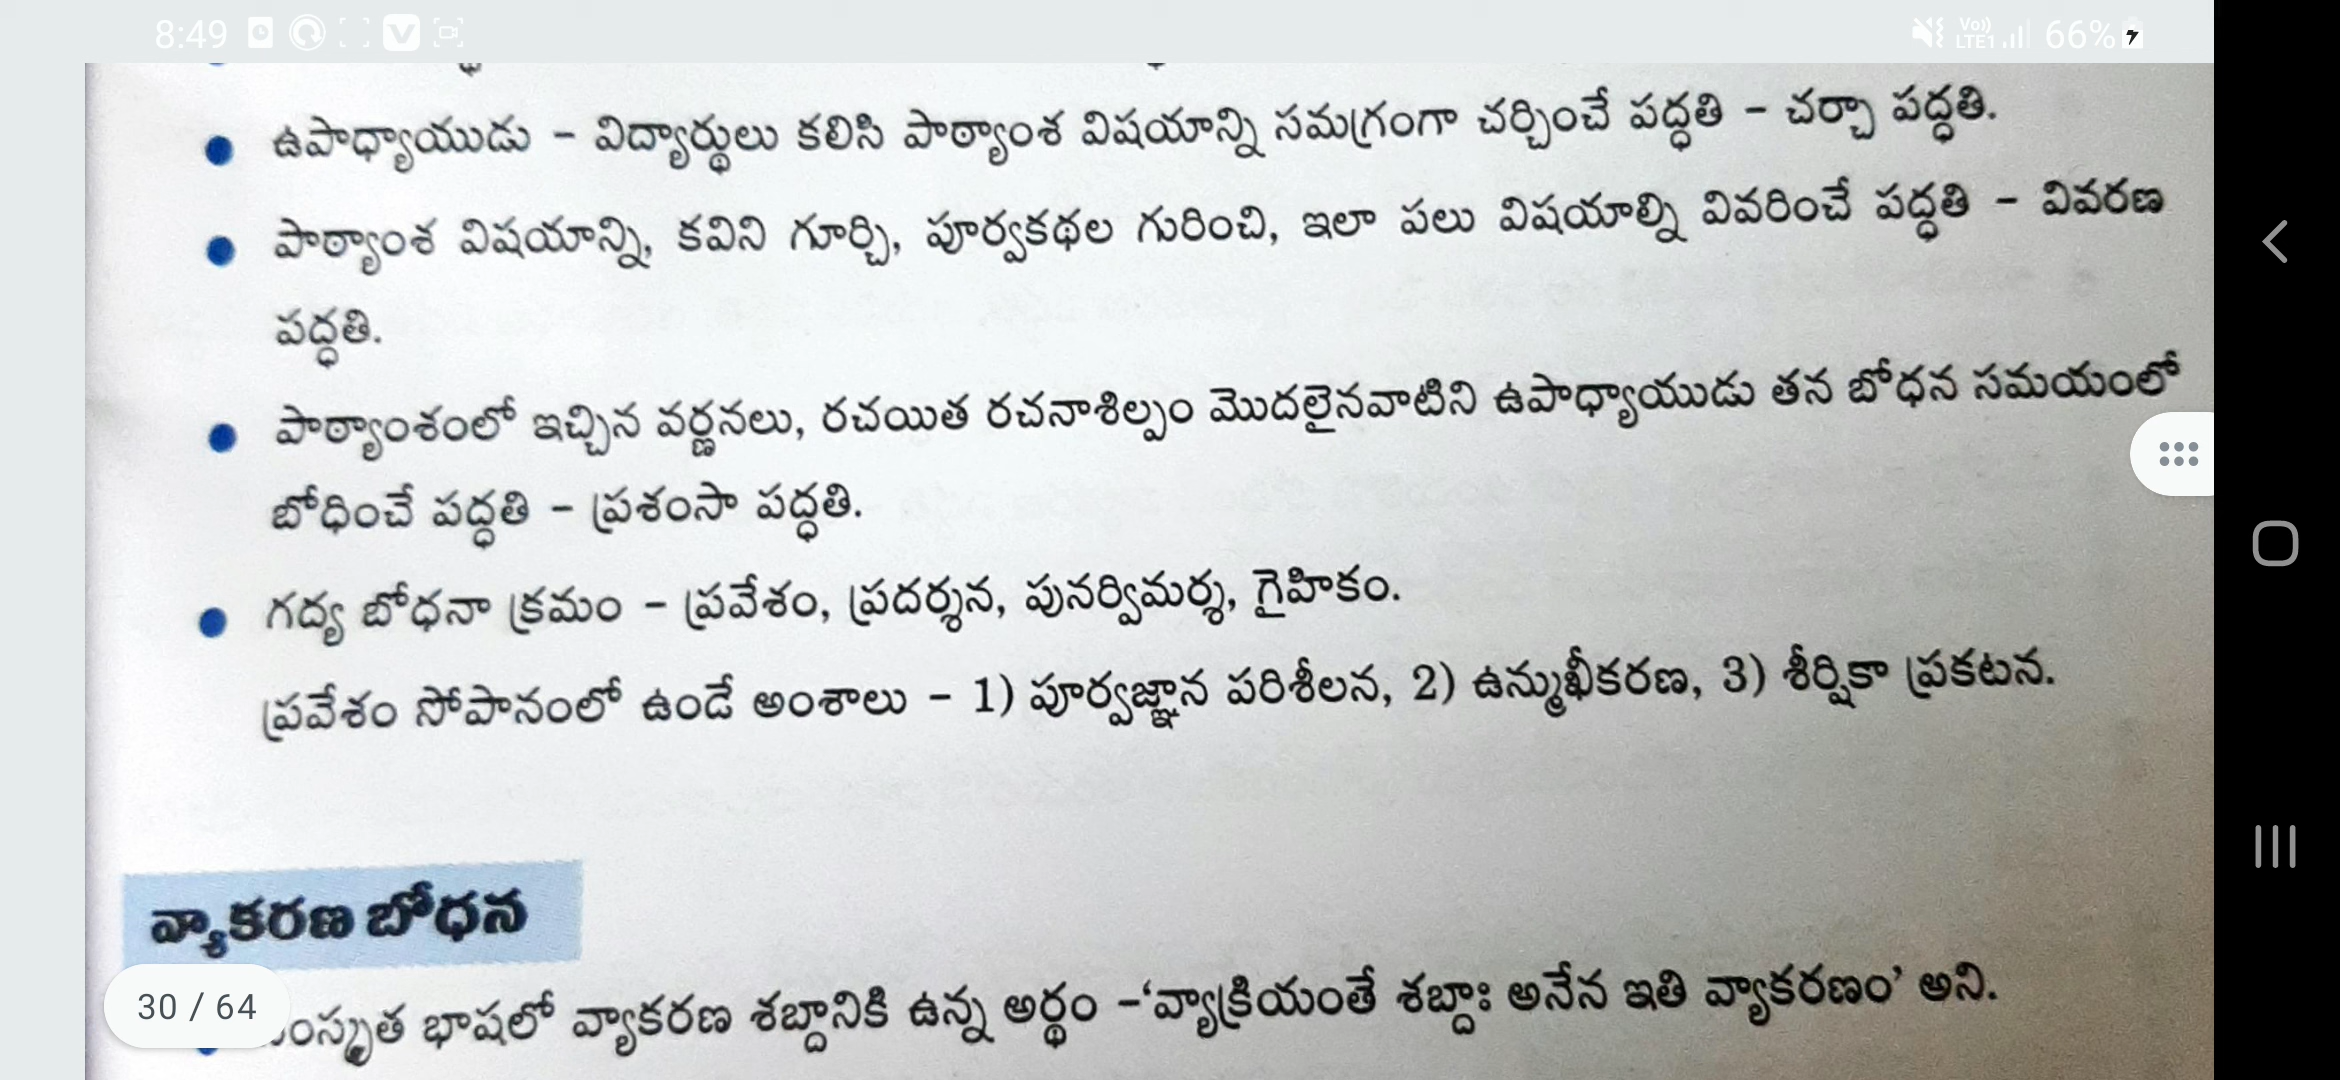 8:49 66%
ఉపాధ్యాయుడు - విద్యార్థులు కలిసి పాఠ్యాంశ విషయాన్ని సమగ్రంగా చర్చించే పద్ధతి - చర్చా పద్ధతి.
పాఠ్యాంశ విషయాన్ని, కవిని గూర్చి, పూర్వకథల గురించి, ఇలా పలు విషయాల్ని వివరించే పద్ధతి - వివరణ
పద్ధతి.
పాఠ్యాంశంలో ఇచ్చిన వర్ణనలు, రచయిత రచనాశిల్పం మొదలైనవాటిని ఉపాధ్యాయుడు తన బోధన సమయంలో
బోధించే పద్ధతి - ప్రశంసా పద్ధతి.
గద్య బోధనా క్రమం - ప్రవేశం, ప్రదర్శన, పునర్విమర్శ, గైహికం.
ప్రవేశం సోపానంలో ఉండే అంశాలు - 1) పూర్వజ్ఞాన పరిశీలన, 2) ఉన్ముఖీకరణ, 3) శీర్షికా ప్రకటన.
వ్యాకరణ బోధన
భాషలో వ్యాకరణ శబ్దానికి ఉన్న అర్థం -‘వ్యాక్రియంతే శబ్దాః అనేన ఇతి వ్యాకరణం’ అని.
30 / 64